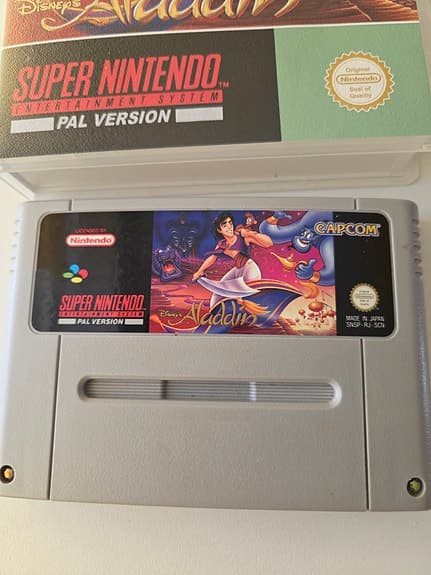 DISNEY'S Aladdin
SUPER NINTENDO™
ENTERTAINMENT SYSTEM
PAL VERSION
Original
Nintendo
Seal of
Quality
LICENSED BY
Nintendo
CAPCOM®
SUPER NINTENDO
ENTERTAINMENT SYSTEM
PAL VERSION
DISNEY'S Aladdin
MADE IN JAPAN
SNSP-RJ-SCN